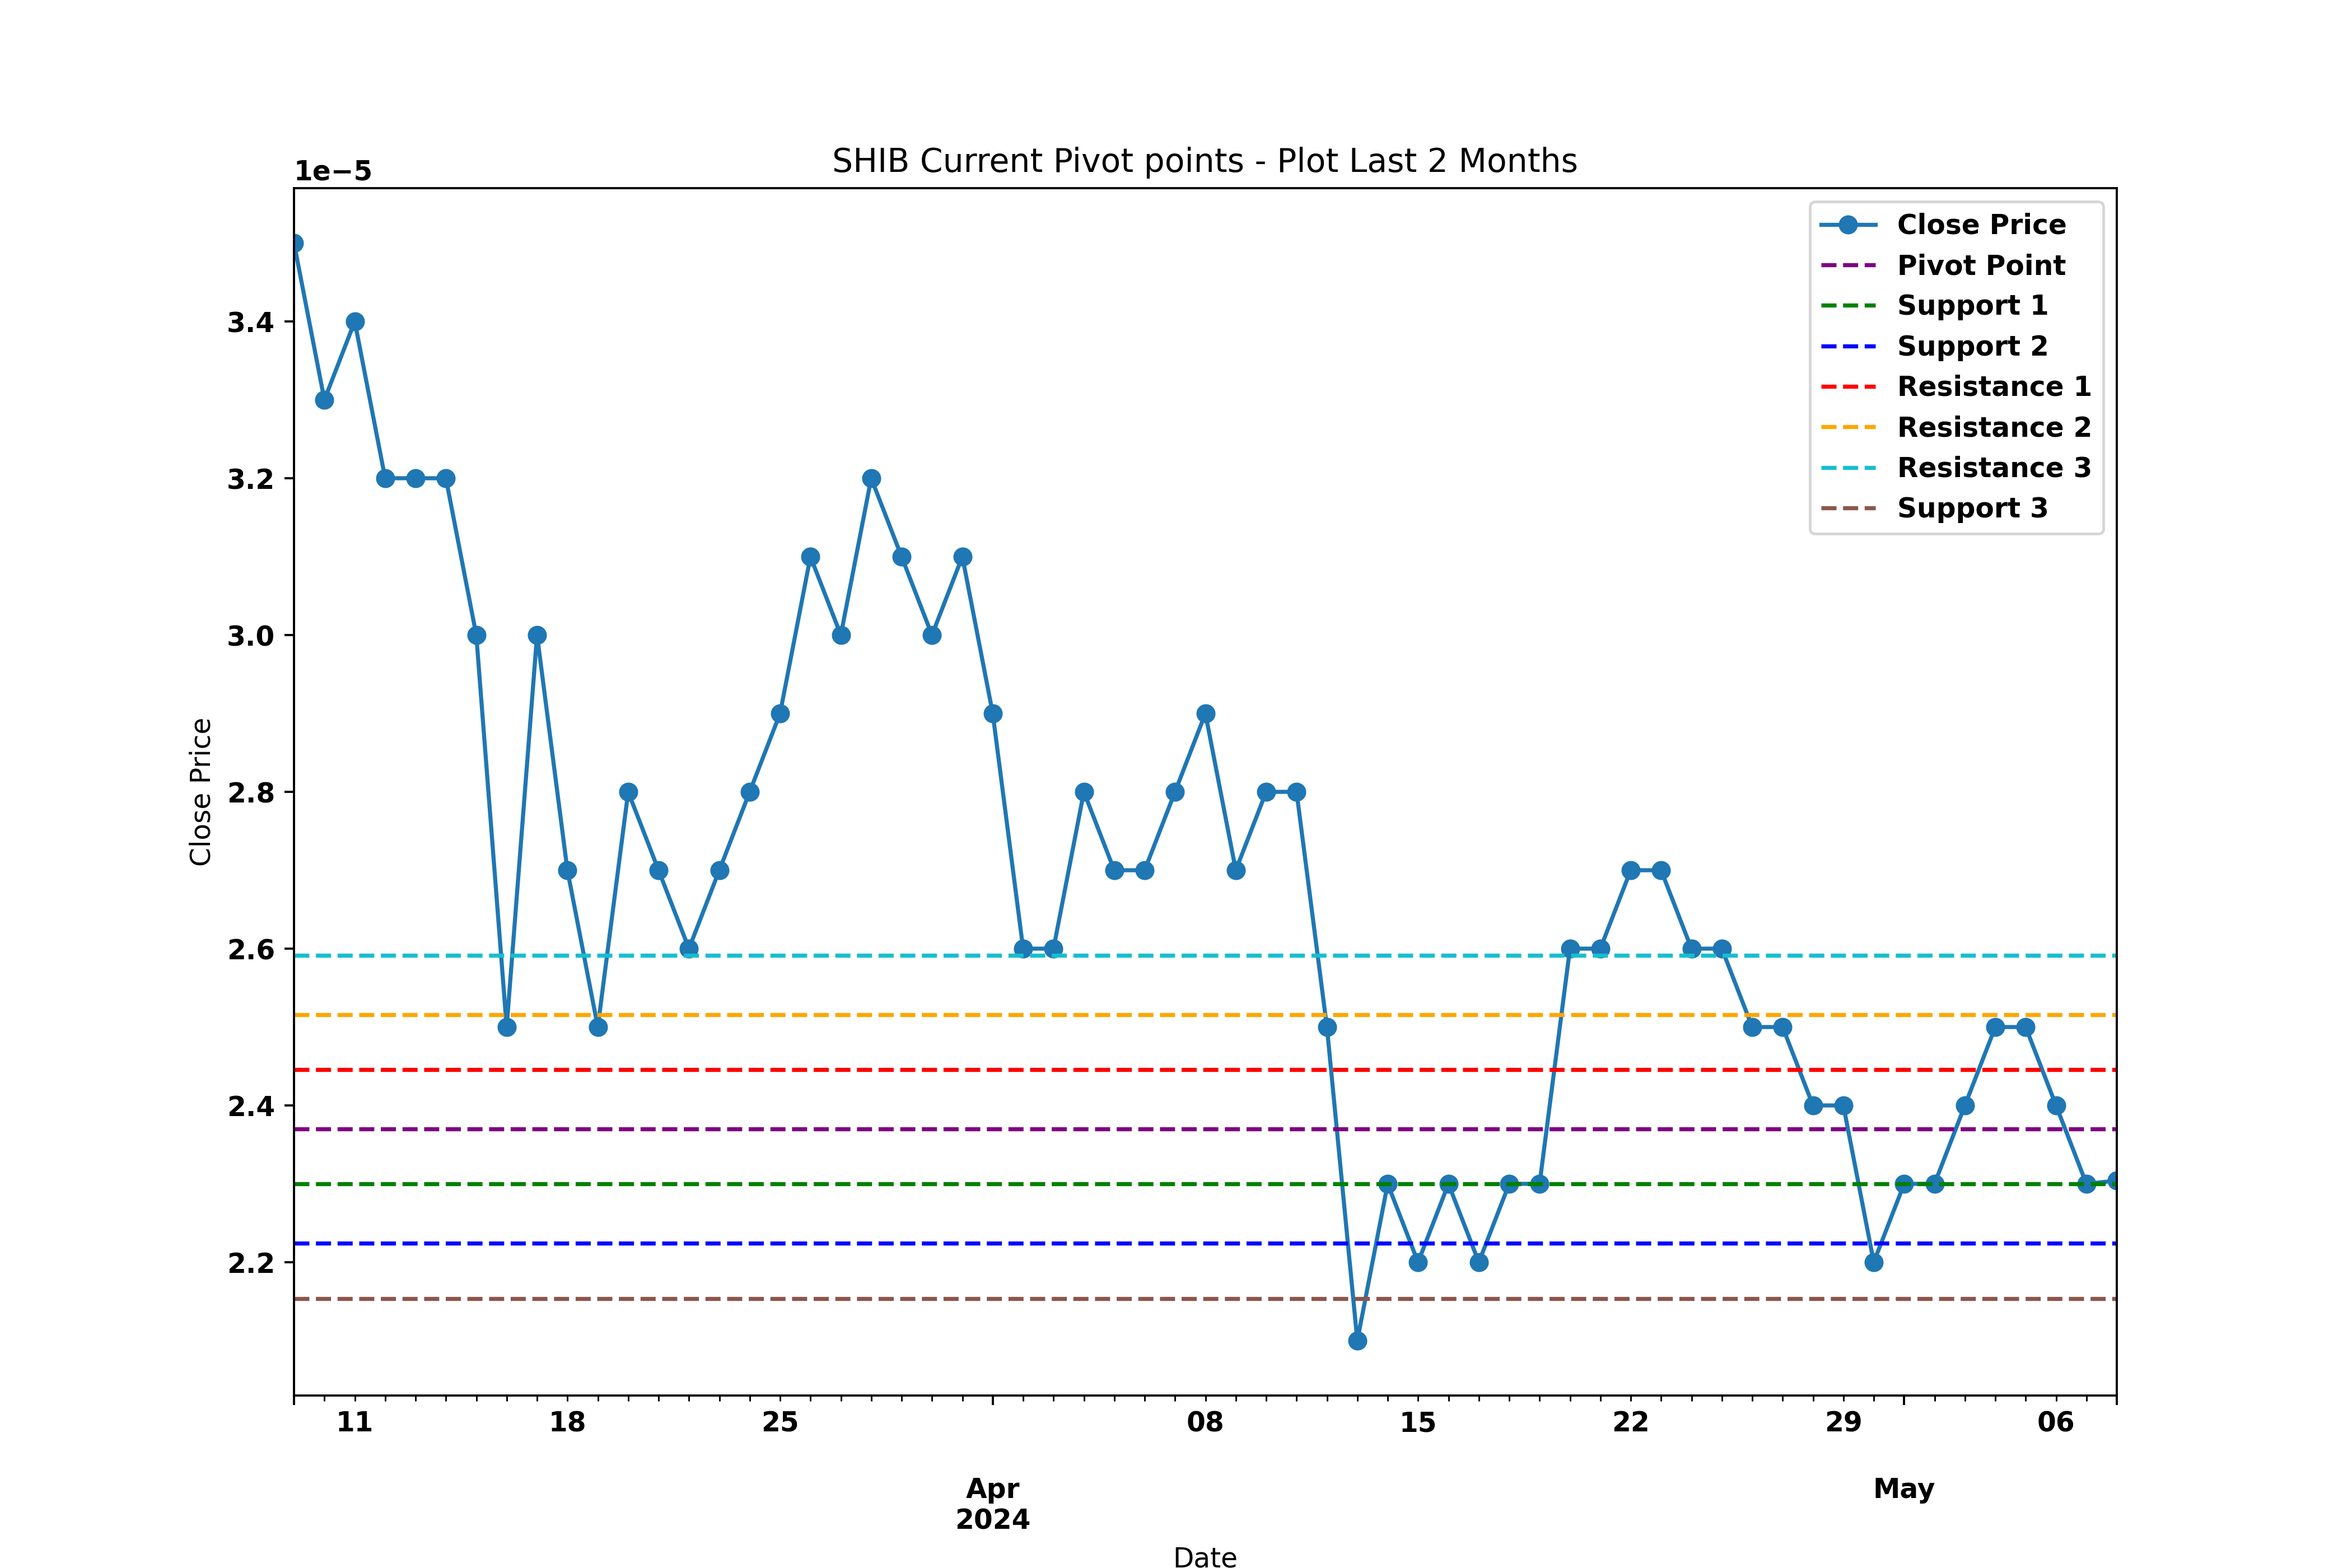 SHIB Current Pivot points - Plot Last 2 Months
1e−5
Close Price
Pivot Point
Support 1
Support 2
Resistance 1
Resistance 2
Resistance 3
Support 3
3.4
3.2
3.0
2.8
2.6
2.4
2.2
Close Price
11 18 25 08 15 22 29 06
Apr May
2024
Date